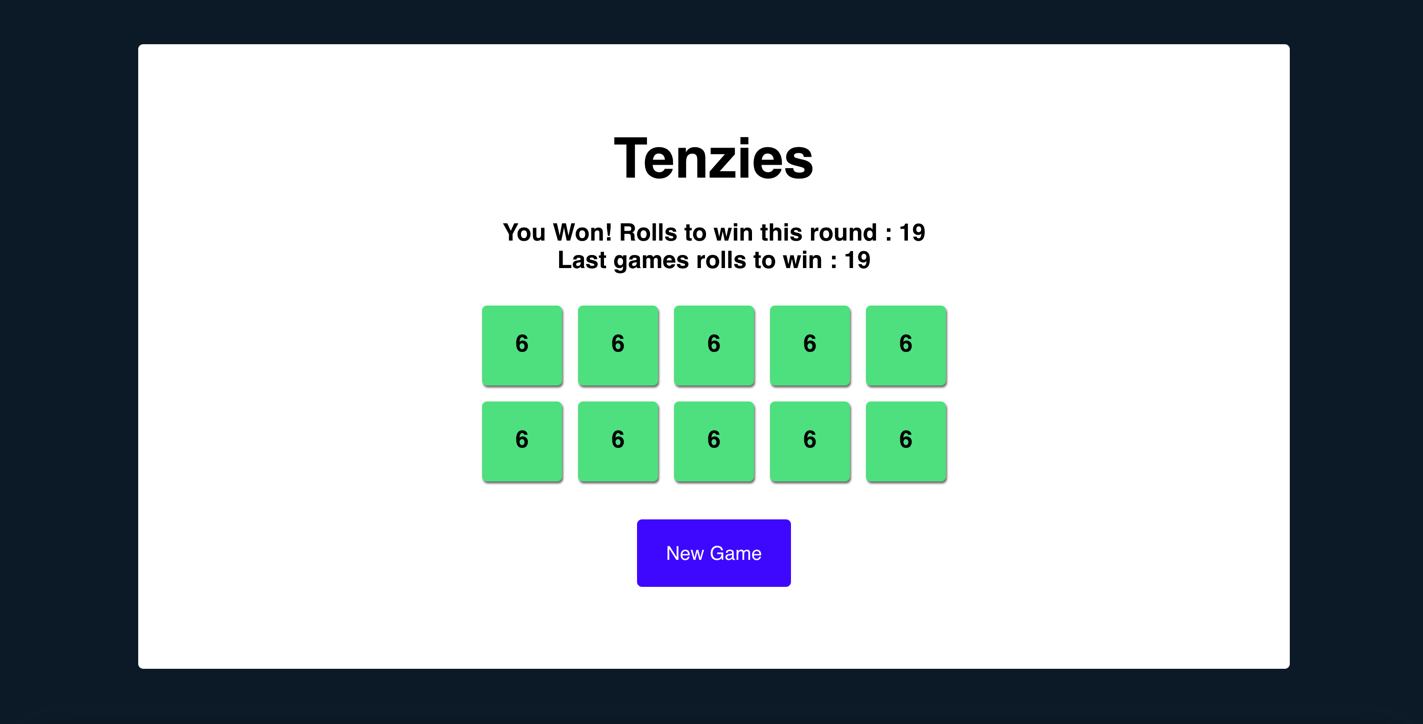 Tenzies
You Won! Rolls to win this round : 19
Last games rolls to win : 19
6 6 6 6 6
6 6 6 6 6
New Game